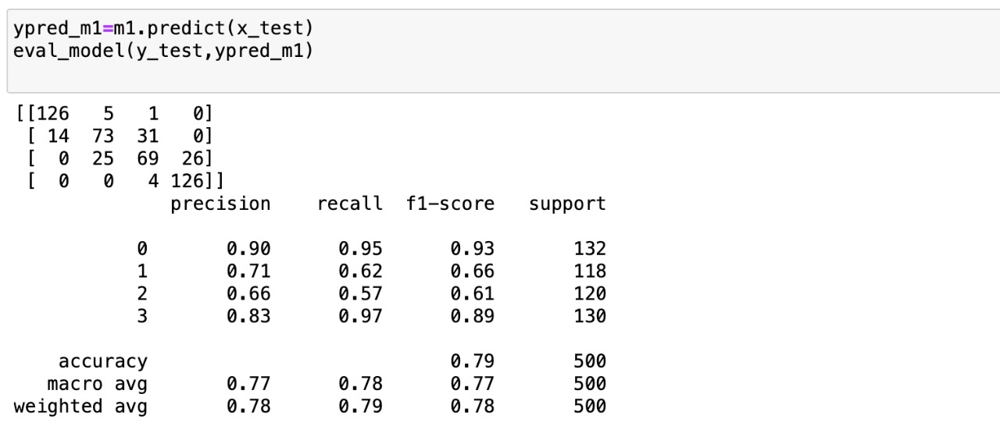 ypred_m1=m1.predict(x_test)
eval_model(y_test,ypred_m1)
[[126   5   1   0]
 [ 14  73  31   0]
 [  0  25  69  26]
 [  0   0   4 126]]
              precision    recall  f1-score   support
           0       0.90      0.95      0.93       132
           1       0.71      0.62      0.66       118
           2       0.66      0.57      0.61       120
           3       0.83      0.97      0.89       130
    accuracy                           0.79       500
   macro avg       0.77      0.78      0.77       500
weighted avg       0.78      0.79      0.78       500